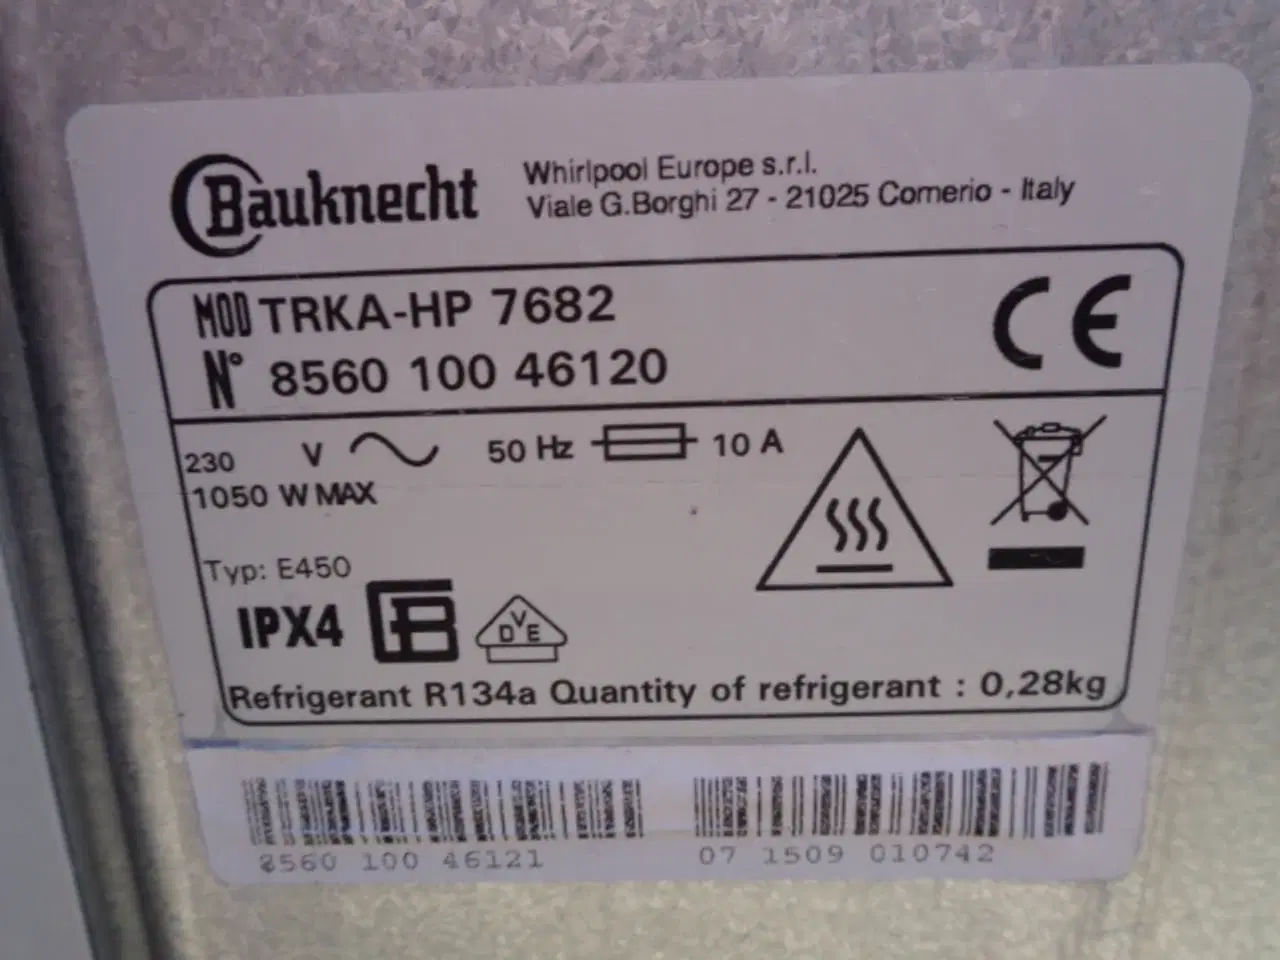 Bauknecht
Whirlpool Europe s.r.l.
Viale G.Borghi 27 - 21025 Comerio - Italy
MOD TRKA-HP 7682
N° 8560 100 46120
CE
230 V 50 Hz 10 A
1050 W MAX
Typ: E450
IPX4
VDE
Refrigerant R134a Quantity of refrigerant : 0,28kg
8560 100 46121
07 1509 010742